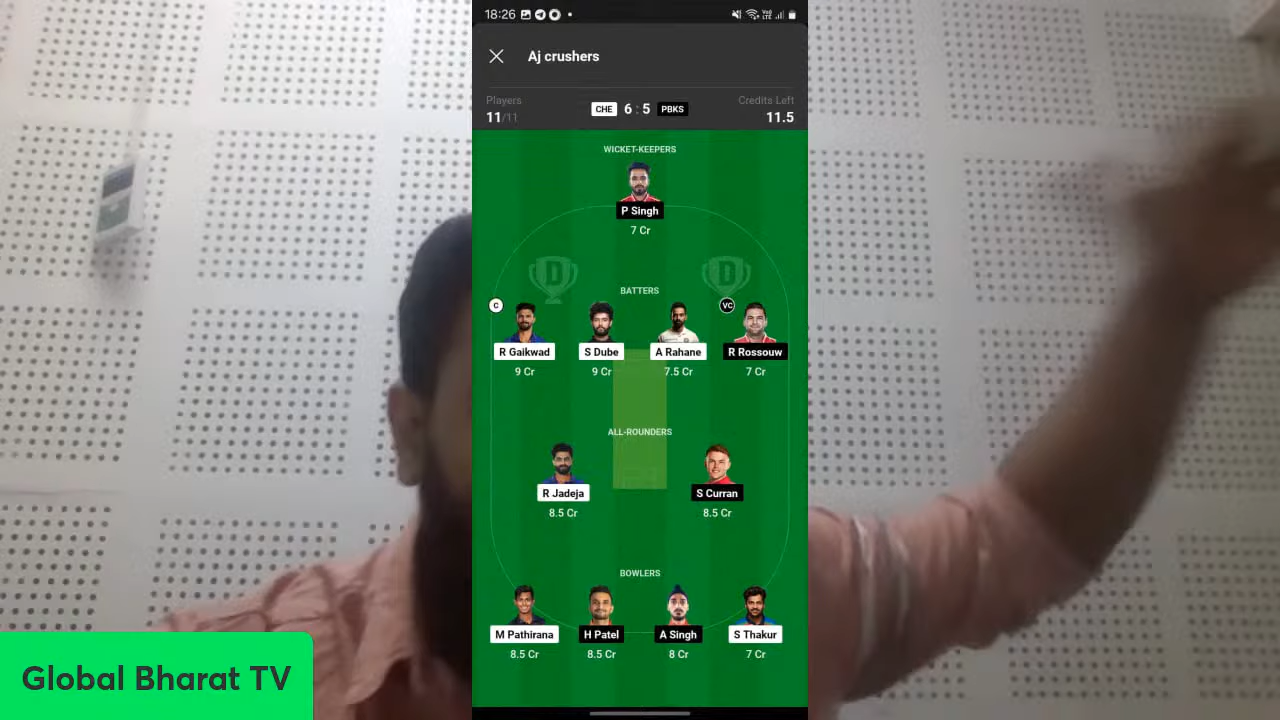 18:26
Aj crushers
Players
11/11
CHE 6 : 5 PBKS
Credits Left
11.5
WICKET-KEEPERS
P Singh
7 Cr
BATTERS
C
VC
R Gaikwad
S Dube
A Rahane
R Rossouw
9 Cr
9 Cr
7.5 Cr
7 Cr
ALL-ROUNDERS
R Jadeja
S Curran
8.5 Cr
8.5 Cr
BOWLERS
M Pathirana
H Patel
A Singh
S Thakur
8.5 Cr
8.5 Cr
8 Cr
7 Cr
Global Bharat TV